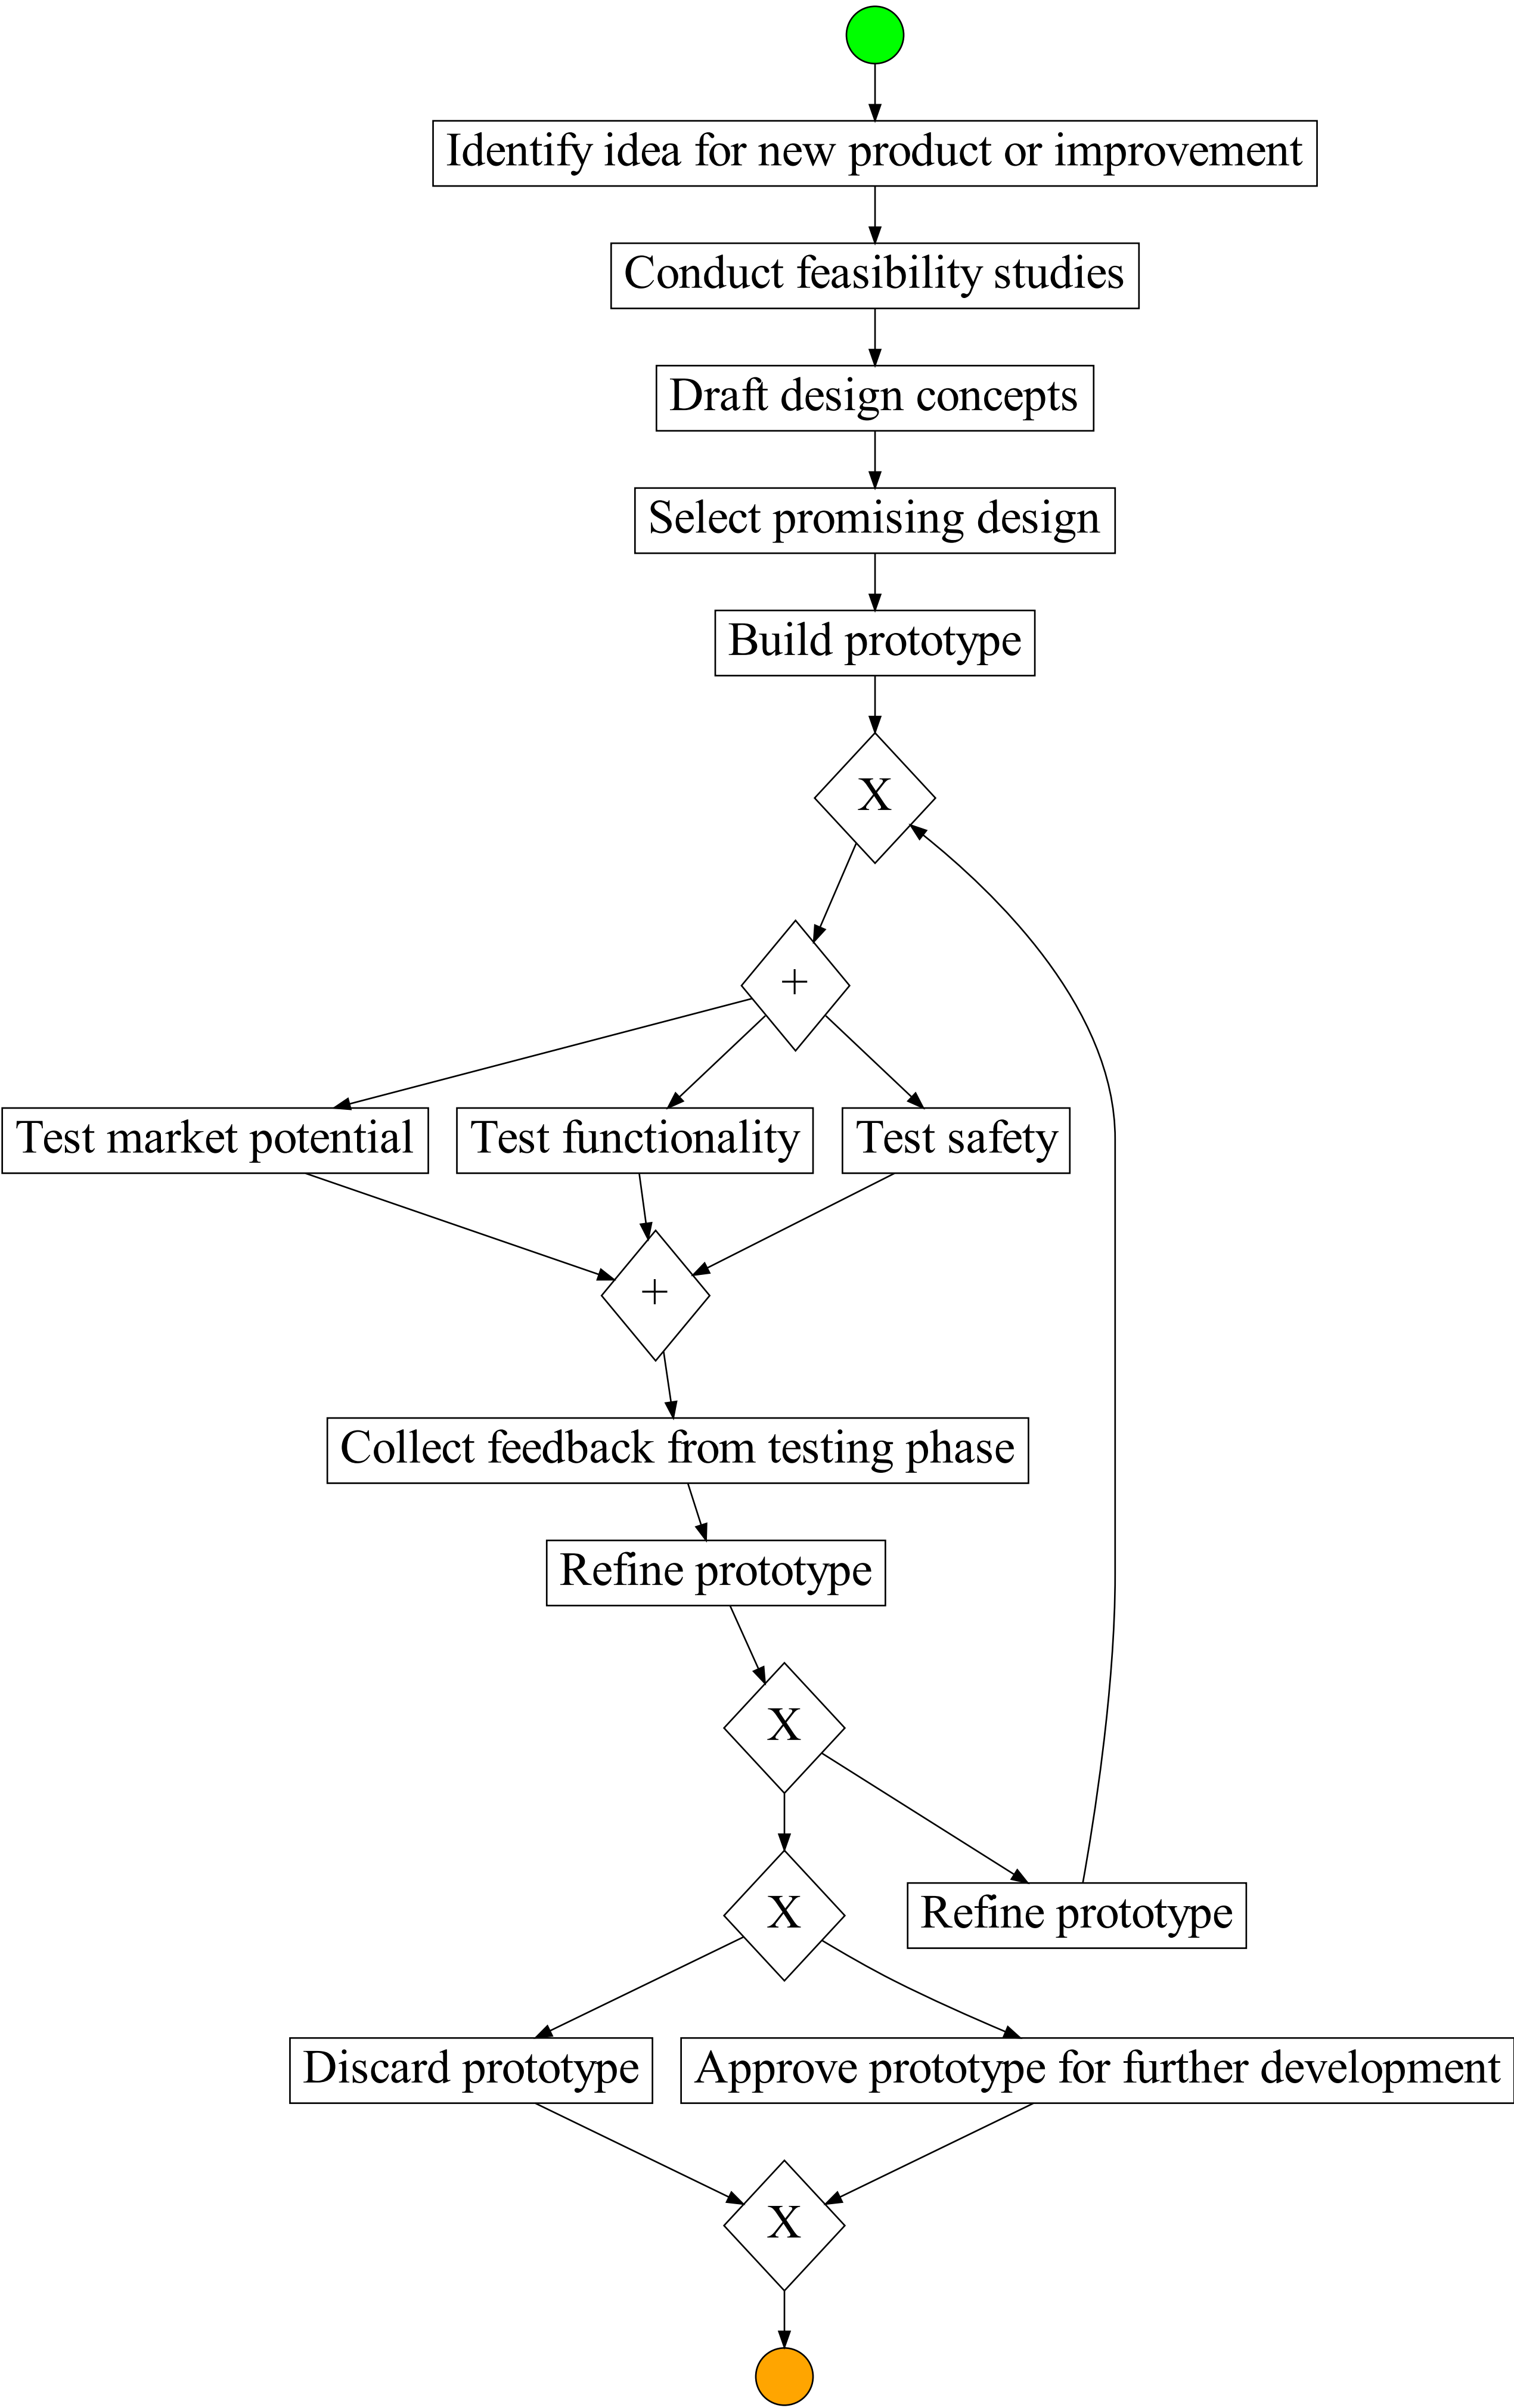 Identify idea for new product or improvement
Conduct feasibility studies
Draft design concepts
Select promising design
Build prototype
X
+
Test market potential
Test functionality
Test safety
+
Collect feedback from testing phase
Refine prototype
X
X
Refine prototype
Discard prototype
Approve prototype for further development
X